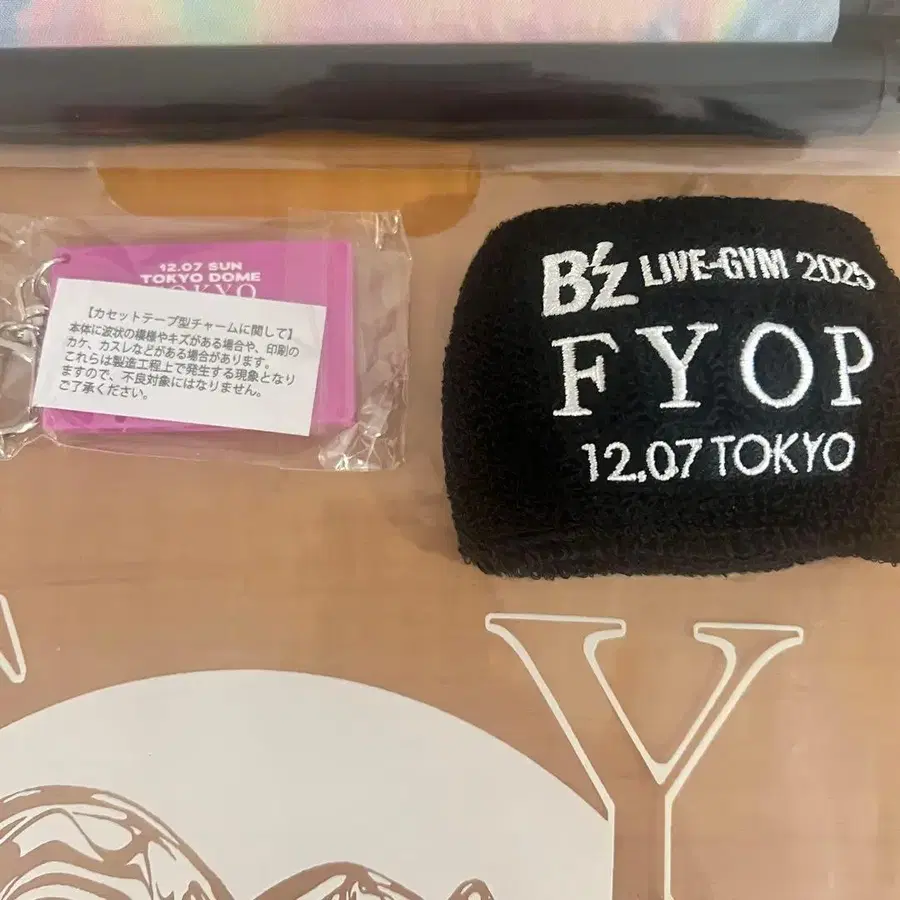 12.07 SUN
TOKYO DOME
TOKYO
【カセットテープ型チャームに関して】
本体に波状の模様やキズがある場合や、印刷の
カケ、カスレなどがある場合があります。
これらは製造工程上で発生する現象となり
ますので、不良対象にはなりません。
ご了承ください。
B'z LIVE-GYM 2025
FYOP
12.07 TOKYO
Y